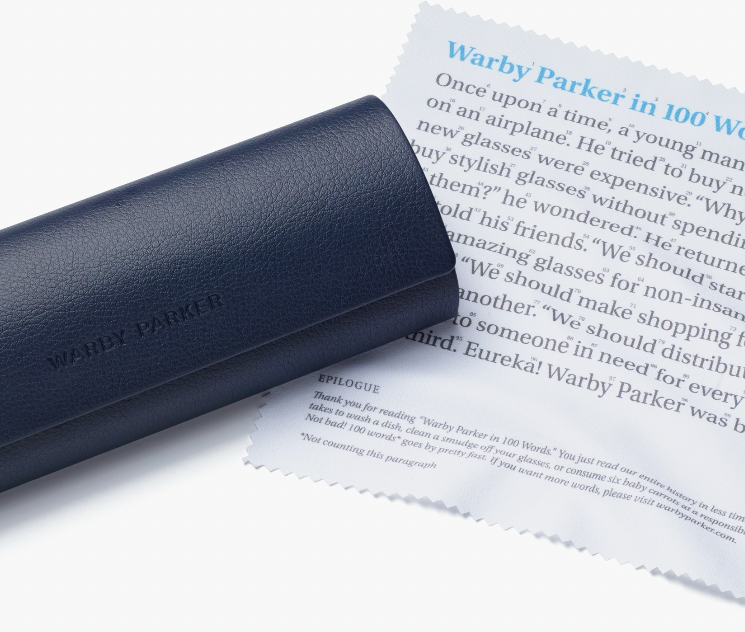 WARBY PARKER
Warby Parker in 100 Wo
Once upon a time, a young man
on an airplane. He tried to buy n
new glasses were expensive. “Why
buy stylish glasses without spendin
them?” he wondered. He returne
told his friends. “We should star
amazing glasses for non-insan
“We should make shopping f
another. “We should distribut
to someone in need for every
third. Eureka! Warby Parker was b
EPILOGUE
Thank you for reading “Warby Parker in 100 Words.” You just read our entire history in less tim
takes to wash a dish, clean a smudge off your glasses, or consume six baby carrots at a responsib
Not bad! 100 words* goes by pretty fast. If you want more words, please visit warbyparker.com.
*Not counting this paragraph